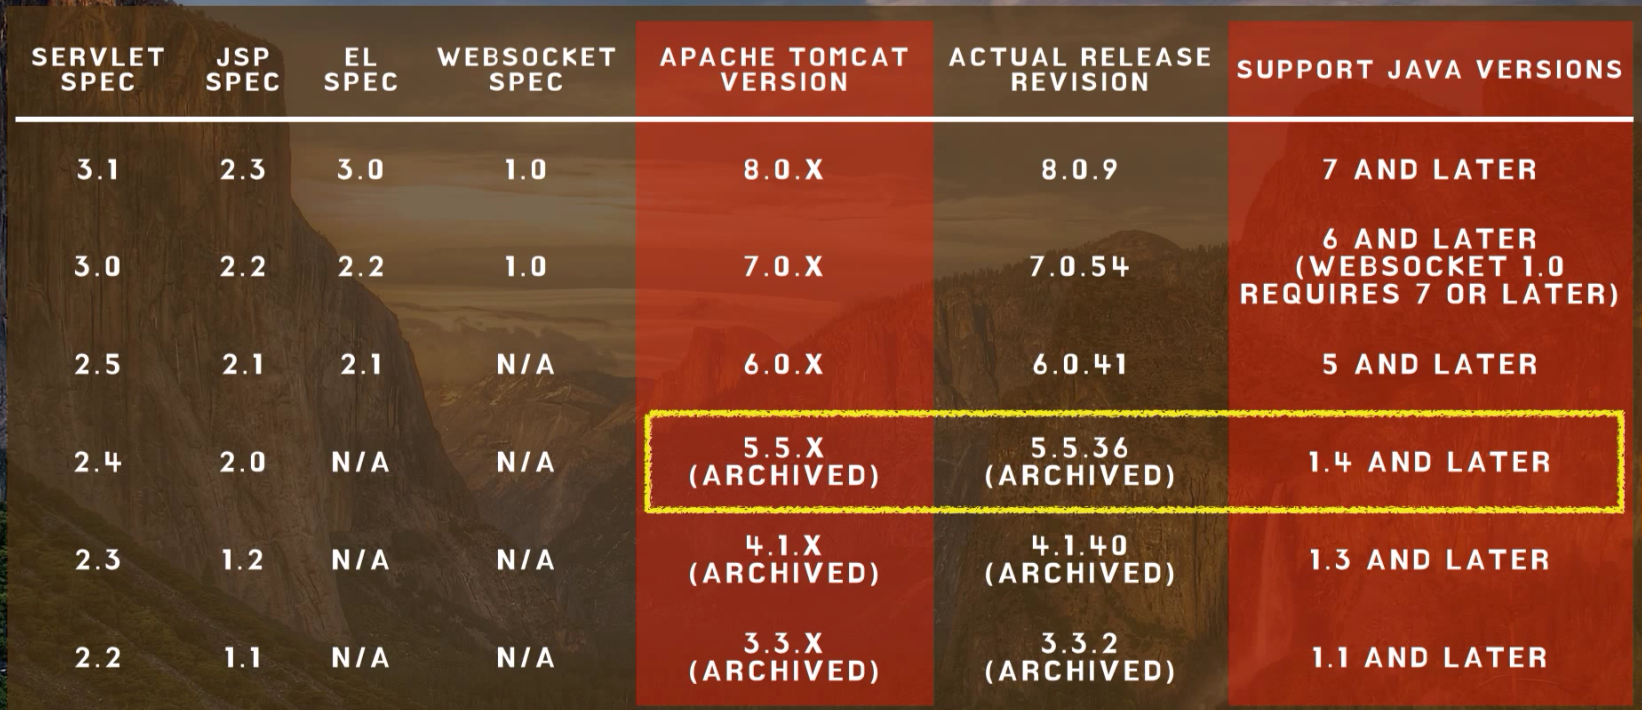 SERVLET SPEC JSP SPEC EL SPEC WEBSOCKET SPEC APACHE TOMCAT VERSION ACTUAL RELEASE REVISION SUPPORT JAVA VERSIONS
3.1 2.3 3.0 1.0 8.0.X 8.0.9 7 AND LATER
3.0 2.2 2.2 1.0 7.0.X 7.0.54 6 AND LATER (WEBSOCKET 1.0 REQUIRES 7 OR LATER)
2.5 2.1 2.1 N/A 6.0.X 6.0.41 5 AND LATER
2.4 2.0 N/A N/A 5.5.X (ARCHIVED) 5.5.36 (ARCHIVED) 1.4 AND LATER
2.3 1.2 N/A N/A 4.1.X (ARCHIVED) 4.1.40 (ARCHIVED) 1.3 AND LATER
2.2 1.1 N/A N/A 3.3.X (ARCHIVED) 3.3.2 (ARCHIVED) 1.1 AND LATER